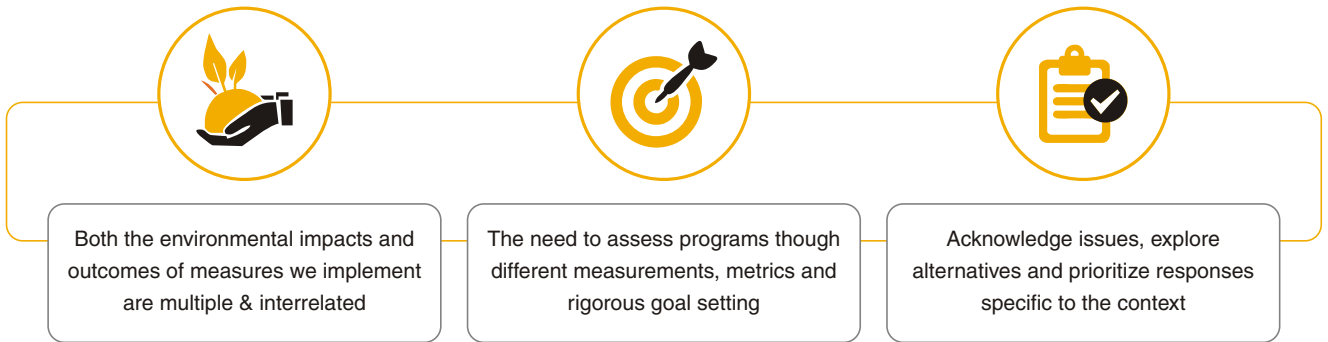 Both the environmental impacts and
outcomes of measures we implement
are multiple & interrelated
The need to assess programs though
different measurements, metrics and
rigorous goal setting
Acknowledge issues, explore
alternatives and prioritize responses
specific to the context